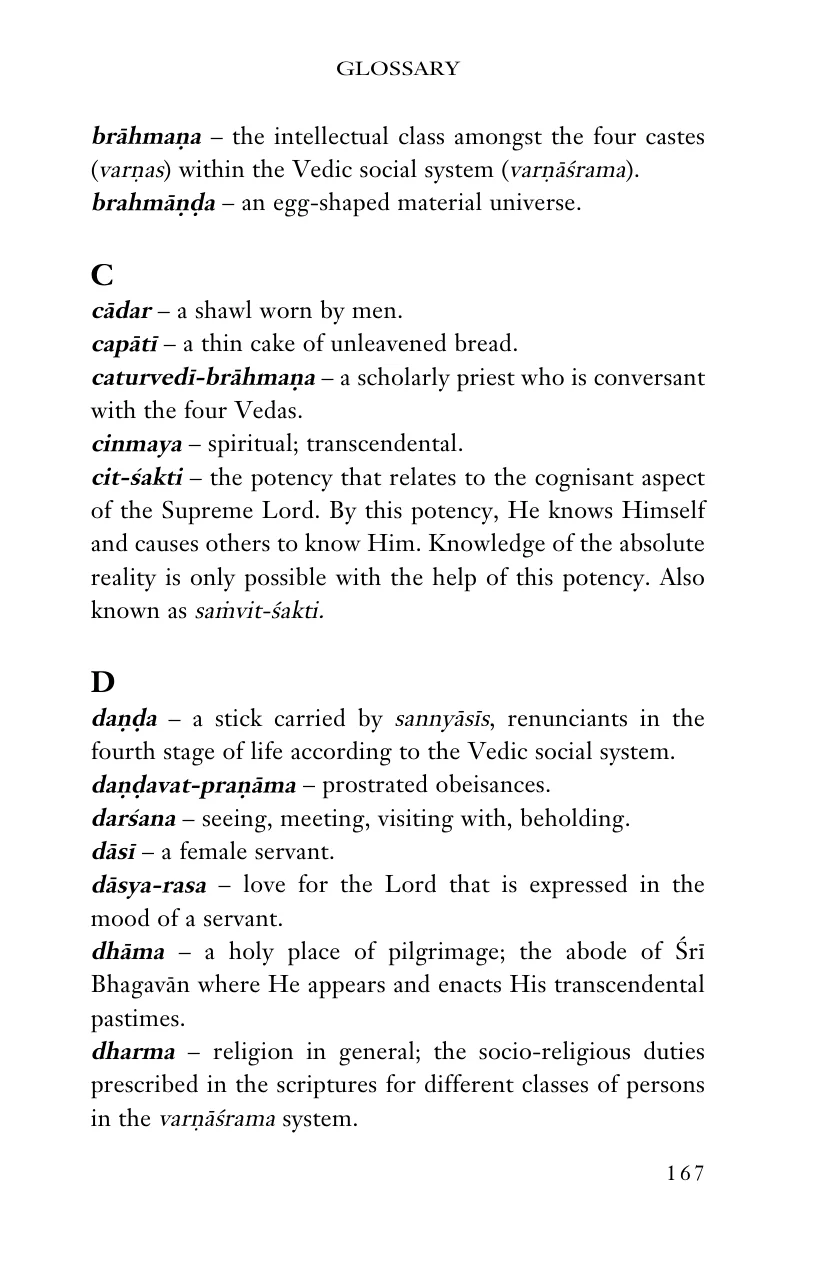 GLOSSARY
brāhmaṇa – the intellectual class amongst the four castes
(varṇas) within the Vedic social system (varṇāśrama).
brahmāṇḍa – an egg-shaped material universe.
C
cādar – a shawl worn by men.
capātī – a thin cake of unleavened bread.
caturvedī-brāhmaṇa – a scholarly priest who is conversant
with the four Vedas.
cinmaya – spiritual; transcendental.
cit-śakti – the potency that relates to the cognisant aspect
of the Supreme Lord. By this potency, He knows Himself
and causes others to know Him. Knowledge of the absolute
reality is only possible with the help of this potency. Also
known as saṁvit-śakti.
D
daṇḍa – a stick carried by sannyāsīs, renunciants in the
fourth stage of life according to the Vedic social system.
daṇḍavat-praṇāma – prostrated obeisances.
darśana – seeing, meeting, visiting with, beholding.
dāsī – a female servant.
dāsya-rasa – love for the Lord that is expressed in the
mood of a servant.
dhāma – a holy place of pilgrimage; the abode of Śrī
Bhagavān where He appears and enacts His transcendental
pastimes.
dharma – religion in general; the socio-religious duties
prescribed in the scriptures for different classes of persons
in the varṇāśrama system.
167